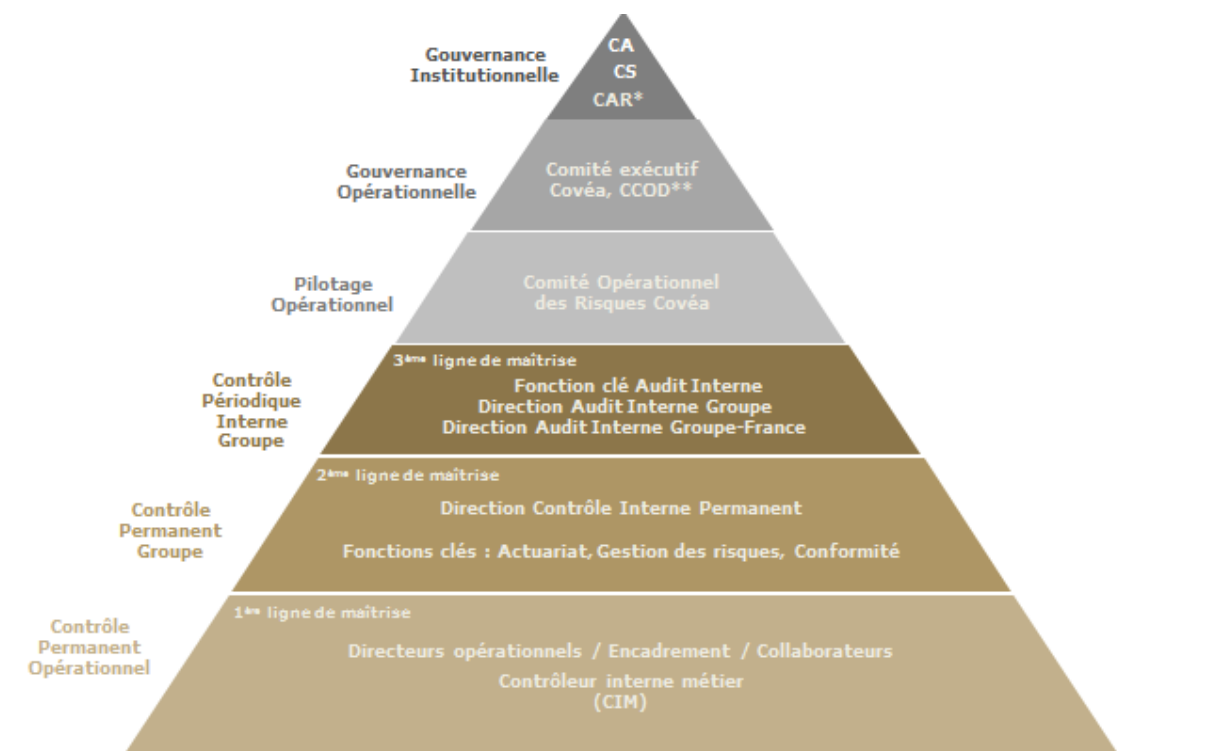 Gouvernance
Institutionnelle
CA
CS
CAR*
Gouvernance
Opérationnelle
Comité exécutif
Covéa, CCOD**
Pilotage
Opérationnel
Comité Opérationnel
des Risques Covéa
Contrôle
Périodique
Interne
Groupe
3ème ligne de maîtrise
Fonction clé Audit Interne
Direction Audit Interne Groupe
Direction Audit Interne Groupe-France
Contrôle
Permanent
Groupe
2ème ligne de maîtrise
Direction Contrôle Interne Permanent
Fonctions clés : Actuariat, Gestion des risques, Conformité
Contrôle
Permanent
Opérationnel
1ère ligne de maîtrise
Directeurs opérationnels / Encadrement / Collaborateurs
Contrôleur interne métier
(CIM)